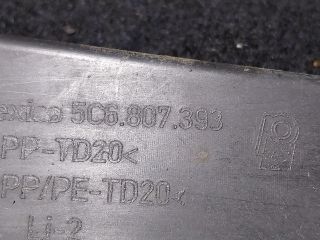 exico 5C6.807.393
PP-TD20<
PP/PE-TD20<
Li-2